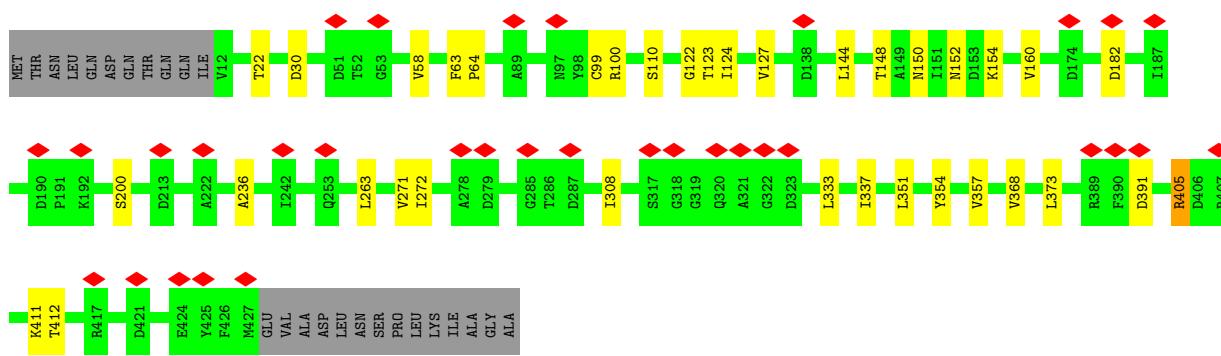 MET THR ASN LEU GLN ASP GLN THR GLN GLN ILE V12 T22 D30 D51 T52 G53 V58 F63 P64 A89 N97 Y98 C99 R100 S110 G122 T123 I124 V127 D138 L144 T148 A149 N150 I151 N152 D153 K154 V160 D174 D182 I187
D190 P191 K192 S200 D213 A222 A236 I242 Q253 L263 V271 I272 A278 D279 G285 T286 D287 I308 S317 G318 G319 Q320 A321 G322 D323 L333 I337 L351 Y354 V357 V368 L373 R389 F390 D391 R405 D406
K411 T412 R417 D421 E424 Y425 F426 M427 GLU VAL ALA ASP LEU ASN SER PRO LEU LYS ILE ALA GLY ALA